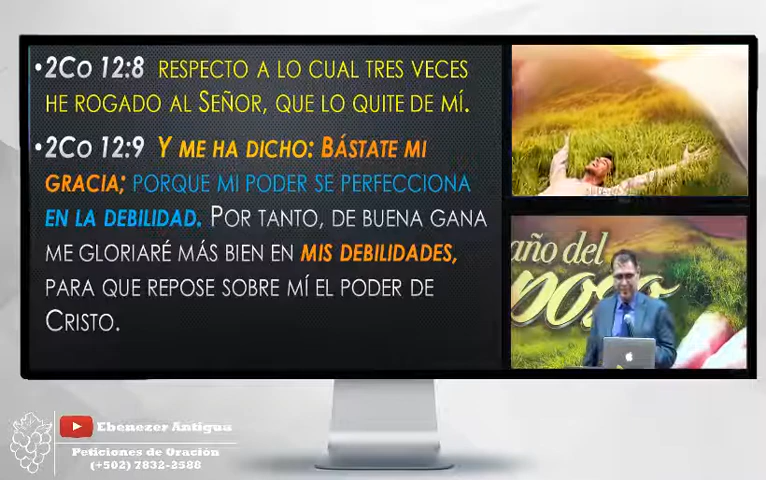 •2Co 12:8 RESPECTO A LO CUAL TRES VECES
HE ROGADO AL SEÑOR, QUE LO QUITE DE MÍ.
•2Co 12:9 Y ME HA DICHO: BÁSTATE MI
GRACIA; PORQUE MI PODER SE PERFECCIONA
EN LA DEBILIDAD. POR TANTO, DE BUENA GANA
ME GLORIARÉ MÁS BIEN EN MIS DEBILIDADES,
PARA QUE REPOSE SOBRE MÍ EL PODER DE
CRISTO.
año del
Ebenezer Antigua
Peticiones de Oración
(+502) 7832-2588